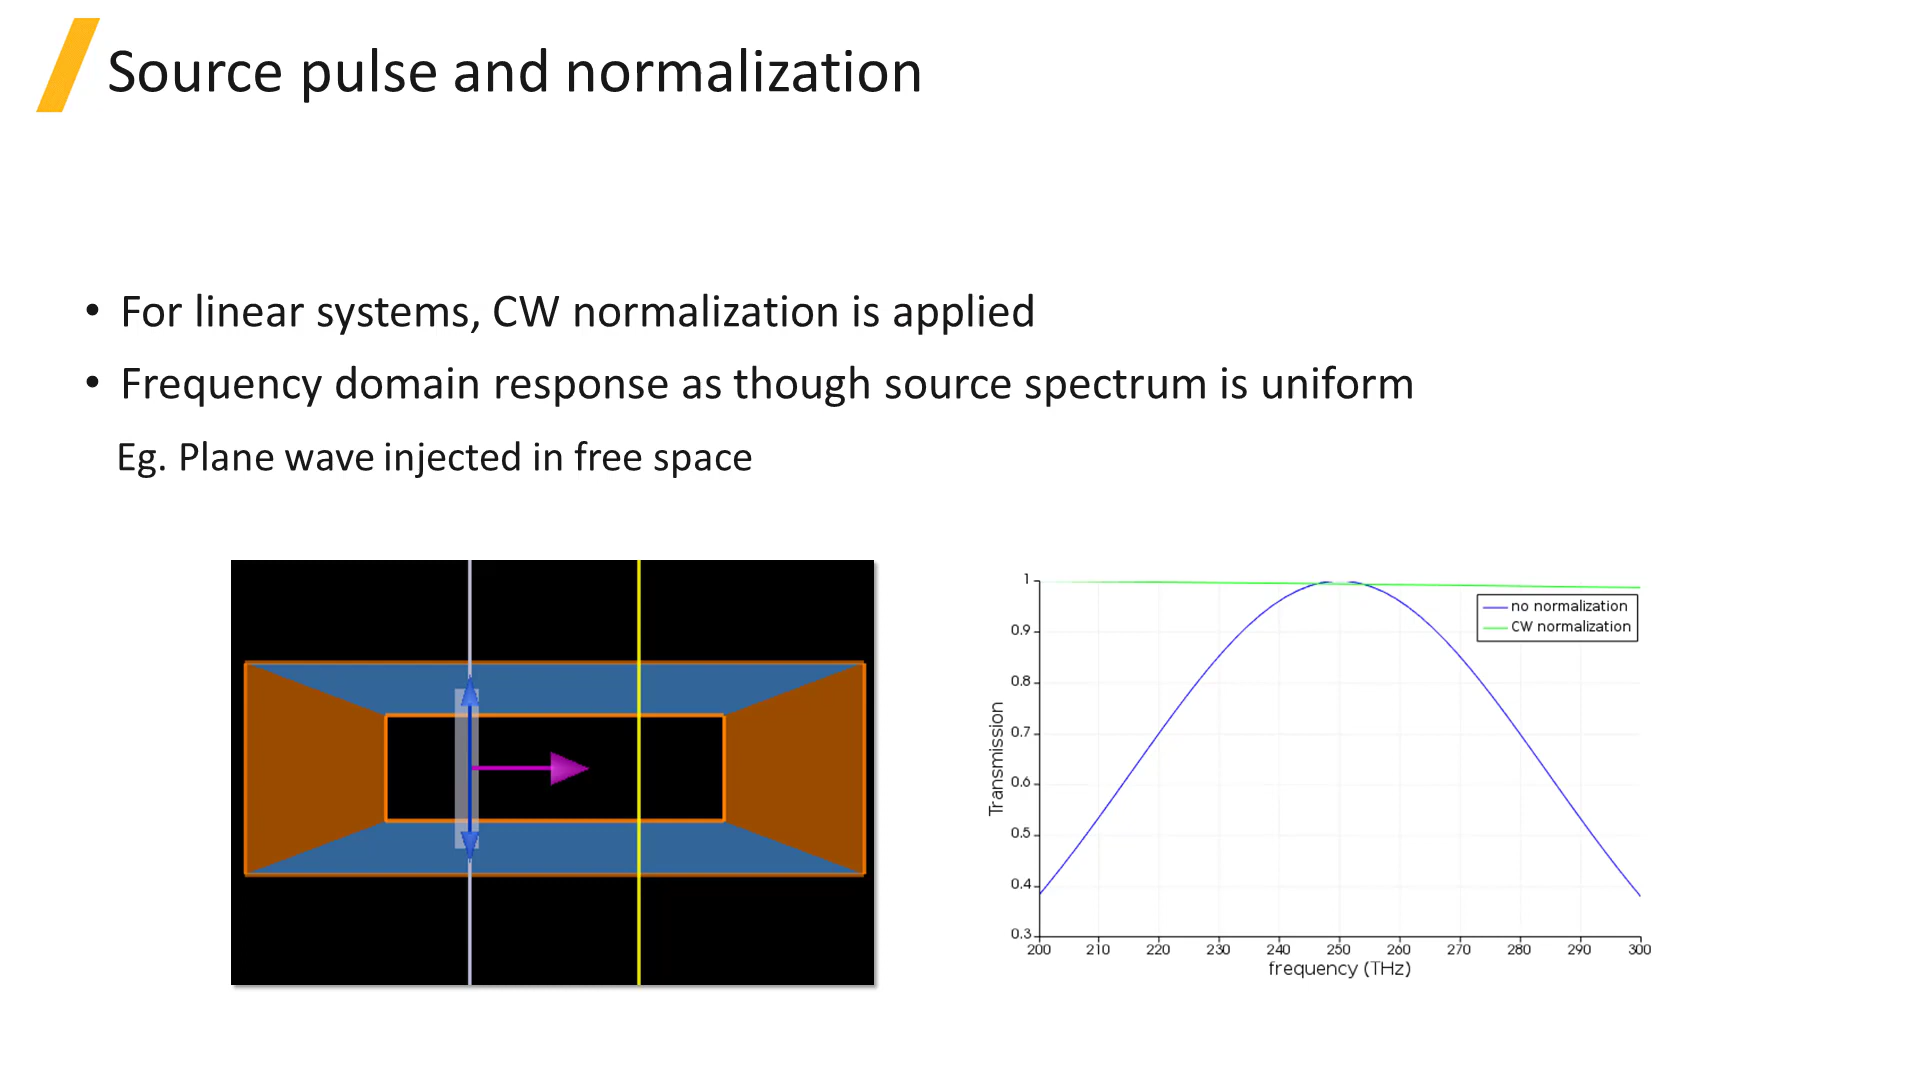 Source pulse and normalization
• For linear systems, CW normalization is applied
• Frequency domain response as though source spectrum is uniform
Eg. Plane wave injected in free space
1
0.9
0.8
0.7
0.6
0.5
0.4
0.3
Transmission
no normalization
CW normalization
200 210 220 230 240 250 260 270 280 290 300
frequency (THz)